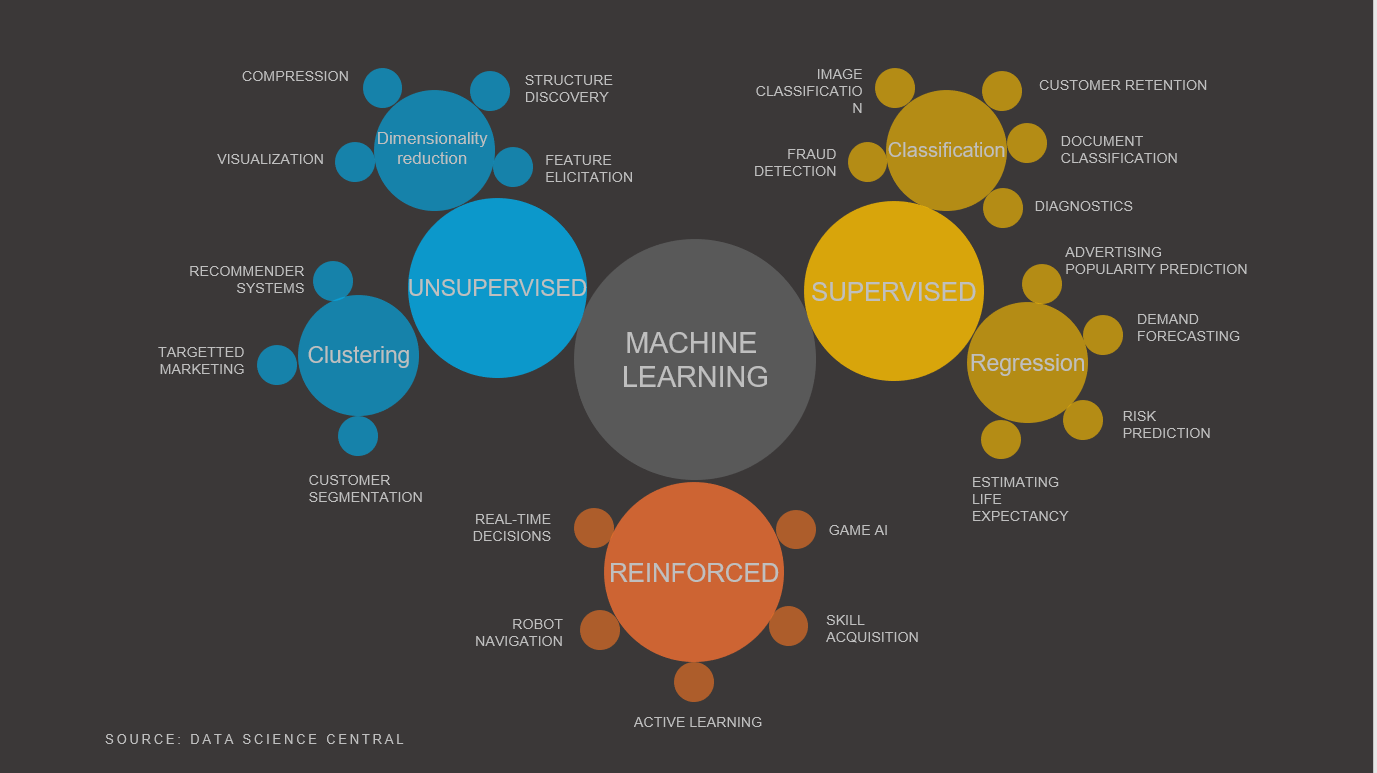 COMPRESSION
STRUCTURE
DISCOVERY
Dimensionality
reduction
VISUALIZATION
FEATURE
ELICITATION
UNSUPERVISED
RECOMMENDER
SYSTEMS
Clustering
TARGETTED
MARKETING
CUSTOMER
SEGMENTATION
MACHINE
LEARNING
IMAGE
CLASSIFICATIO
N
CUSTOMER RETENTION
Classification
DOCUMENT
CLASSIFICATION
FRAUD
DETECTION
DIAGNOSTICS
SUPERVISED
ADVERTISING
POPULARITY PREDICTION
DEMAND
FORECASTING
Regression
RISK
PREDICTION
ESTIMATING
LIFE
EXPECTANCY
REAL-TIME
DECISIONS
GAME AI
REINFORCED
ROBOT
NAVIGATION
SKILL
ACQUISITION
ACTIVE LEARNING
SOURCE: DATA SCIENCE CENTRAL